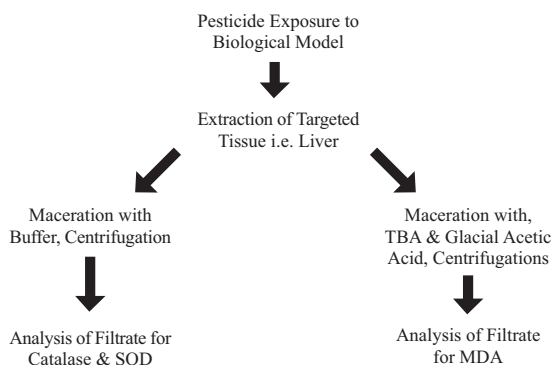 Pesticide Exposure to
Biological Model
Extraction of Targeted
Tissue i.e. Liver
Maceration with
Buffer, Centrifugation
Maceration with,
TBA & Glacial Acetic
Acid, Centrifugations
Analysis of Filtrate for
Catalase & SOD
Analysis of Filtrate
for MDA